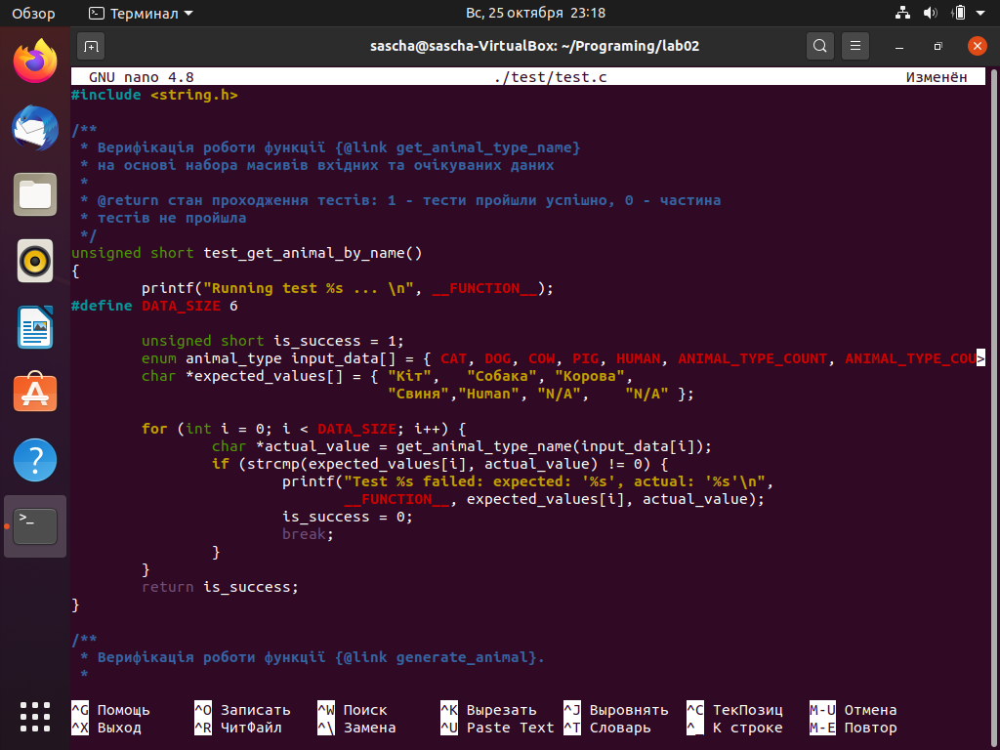 Обзор Терминал Вс, 25 октября 23:18
sascha@sascha-VirtualBox: ~/Programing/lab02
GNU nano 4.8 ./test/test.c Изменён
#include <string.h>
/**
 * Верифікація роботи функції {@link get_animal_type_name}
 * на основі набора масивів вхідних та очікуваних даних
 *
 * @return стан проходження тестів: 1 - тести пройшли успішно, 0 - частина
 * тестів не пройшла
 */
unsigned short test_get_animal_by_name()
{
        printf("Running test %s ... \n", __FUNCTION__);
#define DATA_SIZE 6
        unsigned short is_success = 1;
        enum animal_type input_data[] = { CAT, DOG, COW, PIG, HUMAN, ANIMAL_TYPE_COUNT, ANIMAL_TYPE_COU>
        char *expected_values[] = { "Кіт",   "Собака", "Корова",
                                    "Свиня","Human", "N/A",    "N/A" };
        for (int i = 0; i < DATA_SIZE; i++) {
                char *actual_value = get_animal_type_name(input_data[i]);
                if (strcmp(expected_values[i], actual_value) != 0) {
                        printf("Test %s failed: expected: '%s', actual: '%s'\n",
                               __FUNCTION__, expected_values[i], actual_value);
                        is_success = 0;
                        break;
                }
        }
        return is_success;
}
/**
 * Верифікація роботи функції {@link generate_animal}.
 *
^G Помощь ^O Записать ^W Поиск ^K Вырезать ^J Выровнять ^C ТекПозиц M-U Отмена
^X Выход ^R ЧитФайл ^\ Замена ^U Paste Text ^T Словарь ^_ К строке M-E Повтор